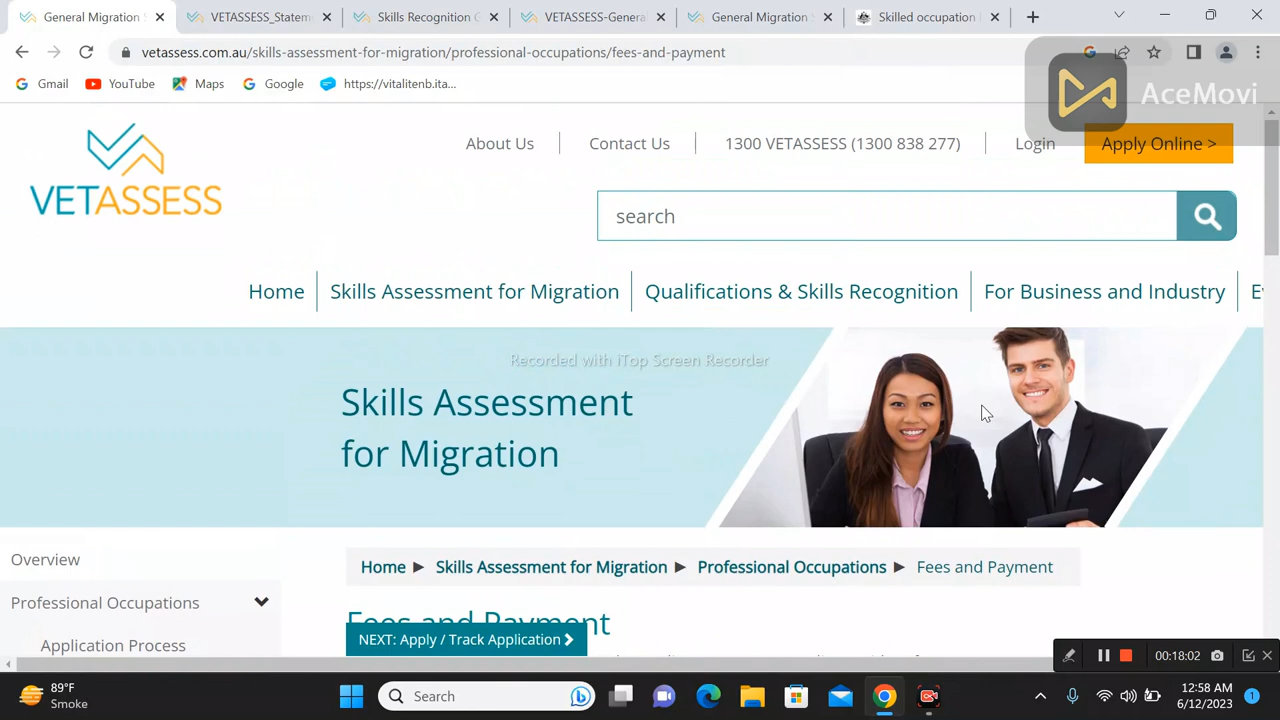 General Migration S
VETASSESS_Statem
Skills Recognition G
VETASSESS-Genera
General Migration S
Skilled occupation
vetassess.com.au/skills-assessment-for-migration/professional-occupations/fees-and-payment
Gmail
YouTube
Maps
Google
https://vitalitenb.ita...
AceMovi
VETASSESS
About Us
Contact Us
1300 VETASSESS (1300 838 277)
Login
Apply Online >
search
Home
Skills Assessment for Migration
Qualifications & Skills Recognition
For Business and Industry
Recorded with iTop Screen Recorder
Skills Assessment
for Migration
Overview
Professional Occupations
Application Process
Home ▶ Skills Assessment for Migration ▶ Professional Occupations ▶ Fees and Payment
Fees and Payment
NEXT: Apply / Track Application
00:18:02
89°F
Smoke
Search
12:58 AM
6/12/2023
1